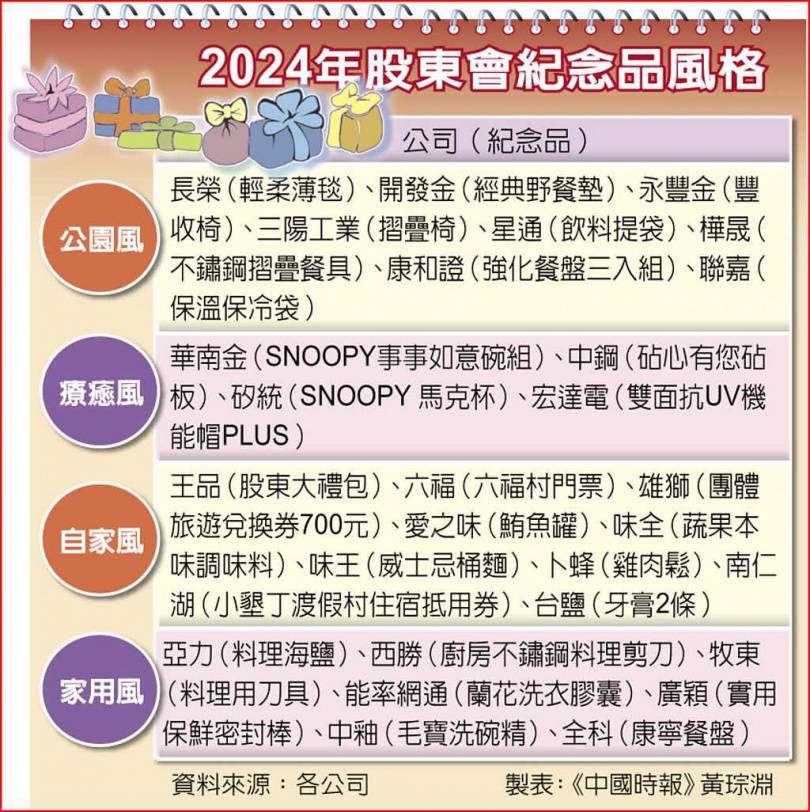 2024年股東會紀念品風格
公司（紀念品）
公園風
長榮（輕柔薄毯）、開發金（經典野餐墊）、永豐金（豐
收椅）、三陽工業（摺疊椅）、星通（飲料提袋）、樺晟（
不鏽鋼摺疊餐具）、康和證（強化餐盤三入組）、聯嘉（
保溫保冷袋）
療癒風
華南金（SNOOPY事事如意碗組）、中鋼（砧心有您砧
板）、矽統（SNOOPY 馬克杯）、宏達電（雙面抗UV機
能帽PLUS）
自家風
王品（股東大禮包）、六福（六福村門票）、雄獅（團體
旅遊兌換券700元）、愛之味（鮪魚罐）、味全（蔬果本
味調味料）、味王（威士忌桶麵）、卜蜂（雞肉鬆）、南仁
湖（小墾丁渡假村住宿抵用券）、台鹽（牙膏2條）
家用風
亞力（料理海鹽）、西勝（廚房不鏽鋼料理剪刀）、牧東
（料理用刀具）、能率網通（蘭花洗衣膠囊）、廣穎（實用
保鮮密封棒）、中釉（毛寶洗碗精）、全科（康寧餐盤）
資料來源：各公司
製表：《中國時報》黃琮淵